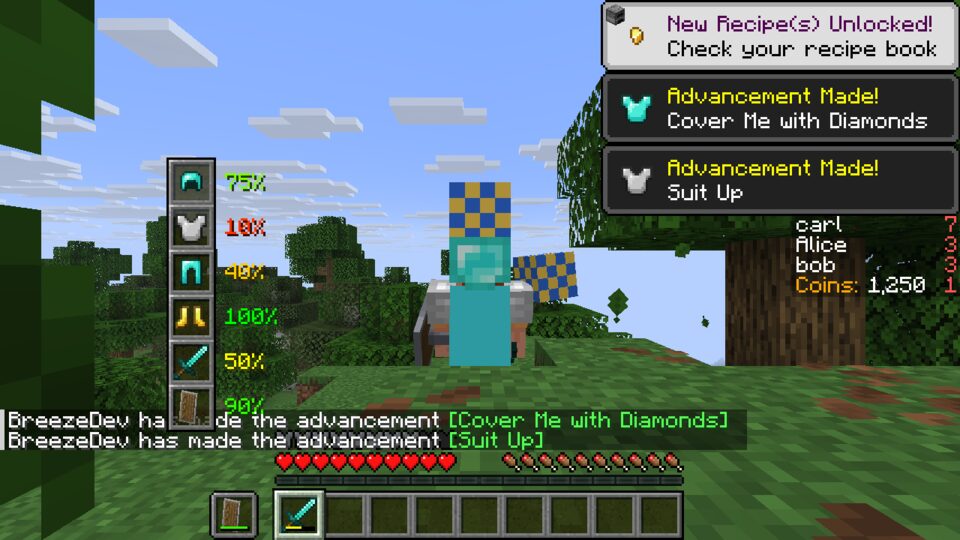 New Recipe(s) Unlocked!
Check your recipe book
Advancement Made!
Cover Me with Diamonds
Advancement Made!
Suit Up
75%
10%
40%
100%
50%
90%
carl 7
Alice 3
bob 3
Coins: 1,250 1
BreezeDev ha made the advancement [Cover Me with Diamonds]
BreezeDev has made the advancement [Suit Up]